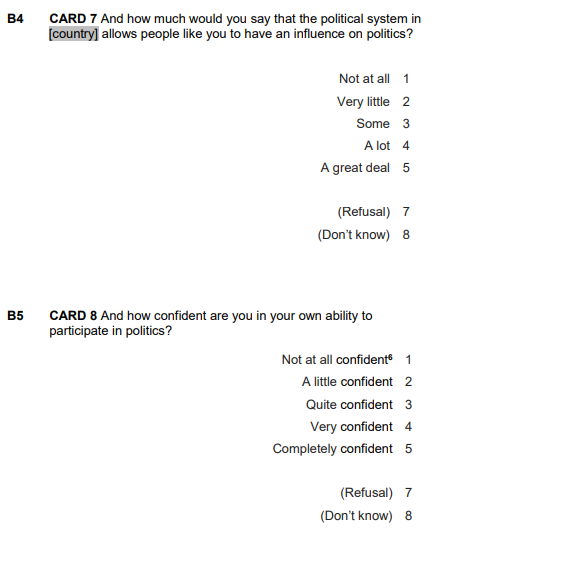 B4 CARD 7 And how much would you say that the political system in
[country] allows people like you to have an influence on politics?
Not at all 1
Very little 2
Some 3
A lot 4
A great deal 5
(Refusal) 7
(Don't know) 8
B5 CARD 8 And how confident are you in your own ability to
participate in politics?
Not at all confident⁶ 1
A little confident 2
Quite confident 3
Very confident 4
Completely confident 5
(Refusal) 7
(Don't know) 8